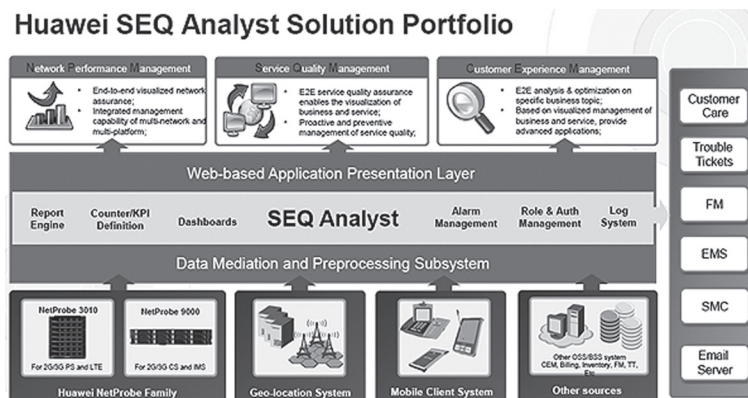 Huawei SEQ Analyst Solution Portfolio
Network Performance Management
• End-to-end visualized network
assurance;
• Integrated management
capability of multi-network and
multi-platform;
Service Quality Management
• E2E service quality assurance
enables the visualization of
business and service;
• Proactive and preventive
management of service quality;
Customer Experience Management
• E2E analysis & optimization on
specific business topic;
• Based on visualized management of
business and service, provide
advanced applications;
Web-based Application Presentation Layer
Report
Engine
Counter/KPI
Definition
Dashboards
SEQ Analyst
Alarm
Management
Role & Auth
Management
Log
System
Data Mediation and Preprocessing Subsystem
NetProbe 3010
For 2G/3G PS and LTE
NetProbe 9000
For 2G/3G CS and IMS
Huawei NetProbe Family
Geo-location System
Mobile Client System
Other OSS/BSS system
CEM, Billing, Inventory, FM, TT,
Etc
Other sources
Customer
Care
Trouble
Tickets
FM
EMS
SMC
Email
Server